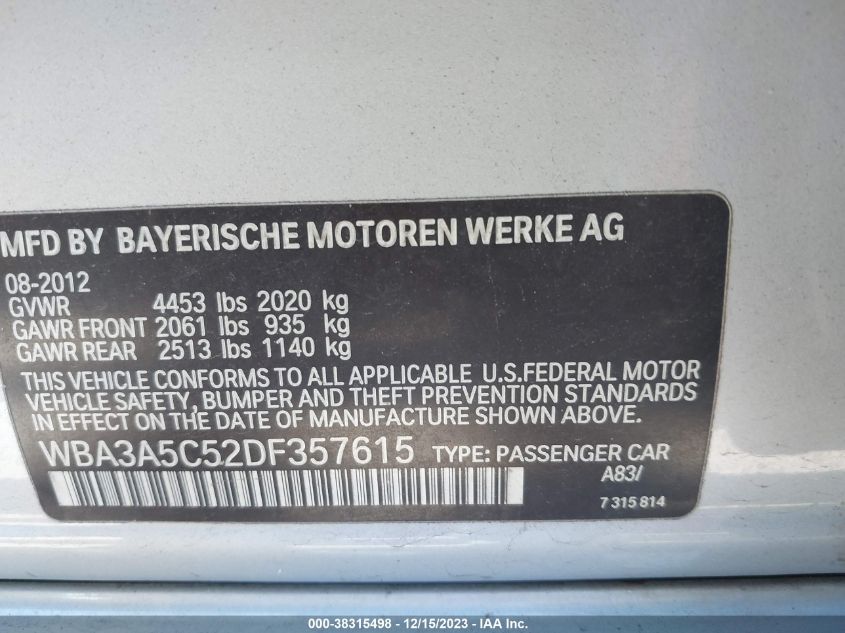 MFD BY BAYERISCHE MOTOREN WERKE AG
08-2012
GVWR 4453 lbs 2020 kg
GAWR FRONT 2061 lbs 935 kg
GAWR REAR 2513 lbs 1140 kg
THIS VEHICLE CONFORMS TO ALL APPLICABLE U.S.FEDERAL MOTOR
VEHICLE SAFETY, BUMPER AND THEFT PREVENTION STANDARDS
IN EFFECT ON THE DATE OF MANUFACTURE SHOWN ABOVE.
WBA3A5C52DF357615 TYPE: PASSENGER CAR
A83/
7 315 814
000-38315498 - 12/15/2023 - IAA Inc.